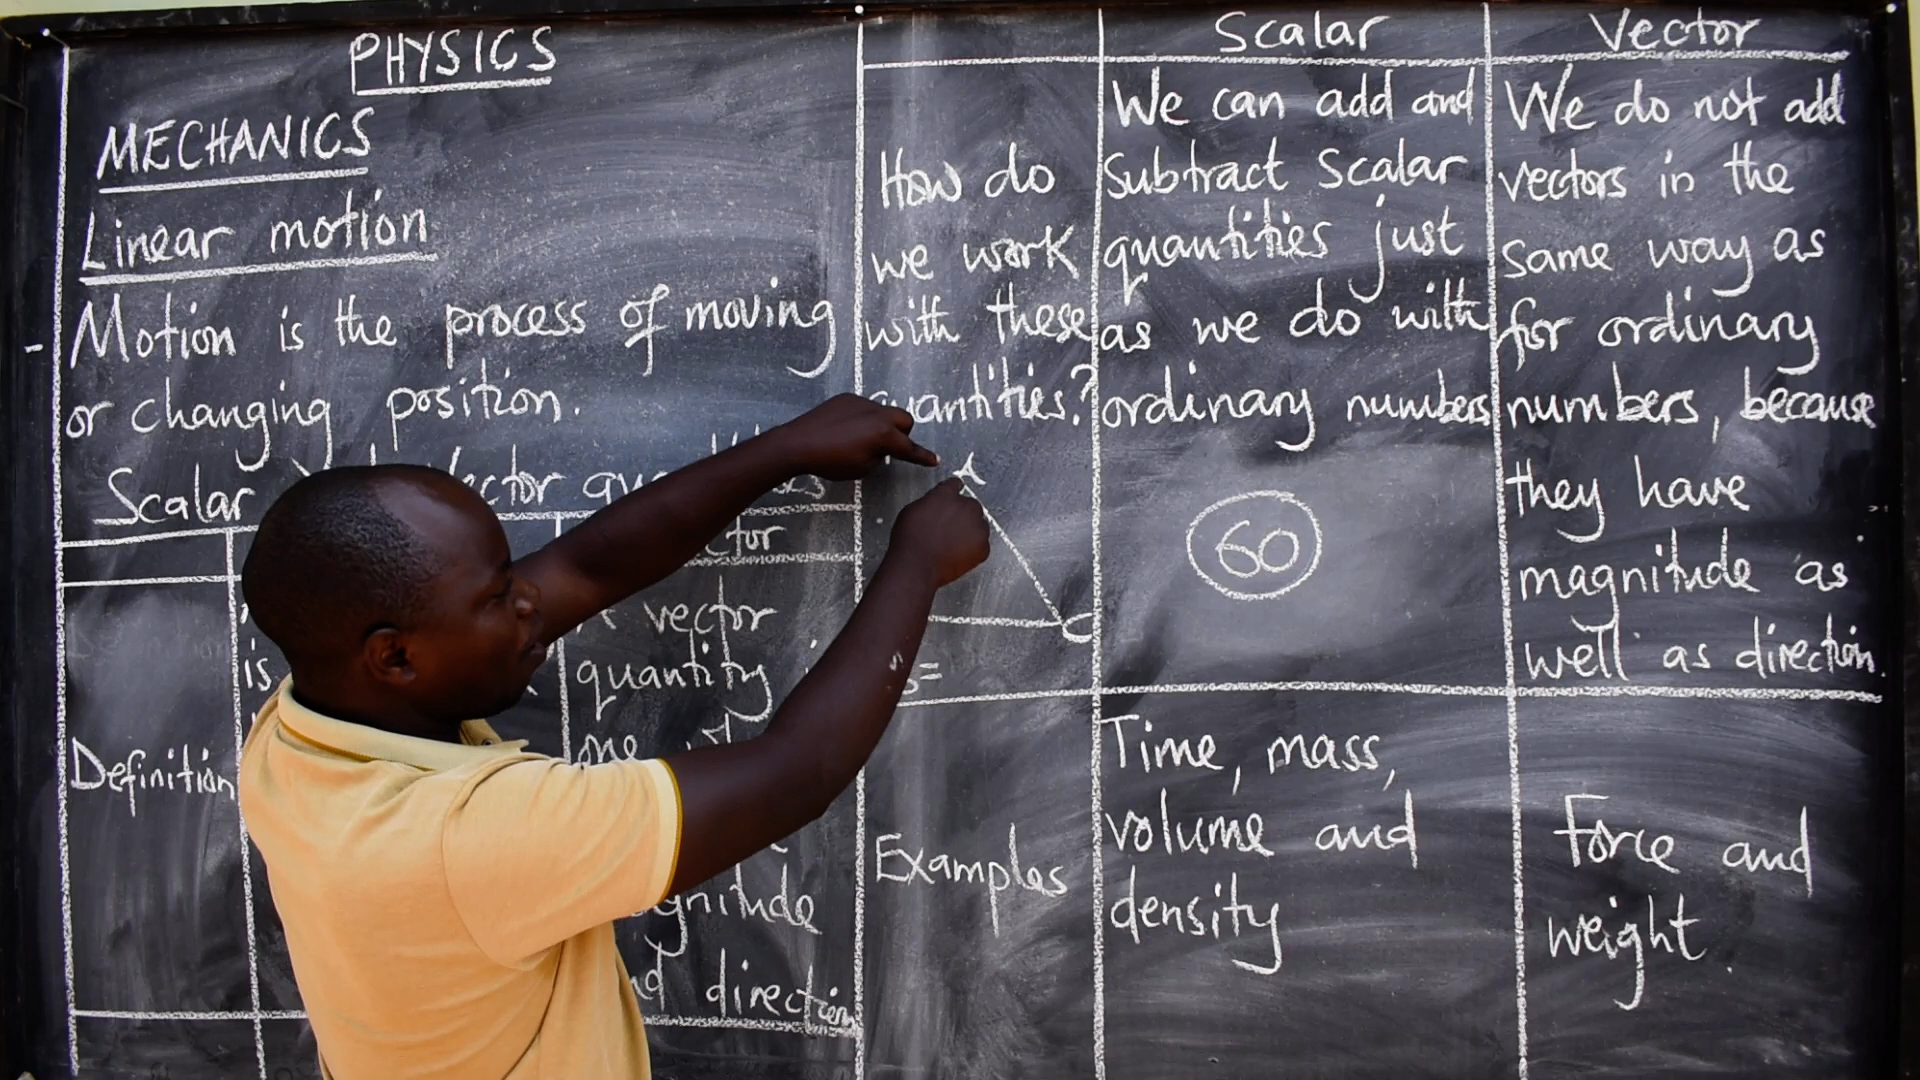 PHYSICS
MECHANICS
Linear motion
- Motion is the process of moving
or changing position.
Scalar
Definition
is
vector
quantity
one
direction
Scalar Vector
How do
we work
with these
quantities?
We can add and
subtract scalar
quantities just
as we do with
ordinary numbers
60
We do not add
vectors in the
same way as
for ordinary
numbers, because
they have
magnitude as
well as direction.
A
C
Examples
Time, mass,
volume and
density
Force and
weight.